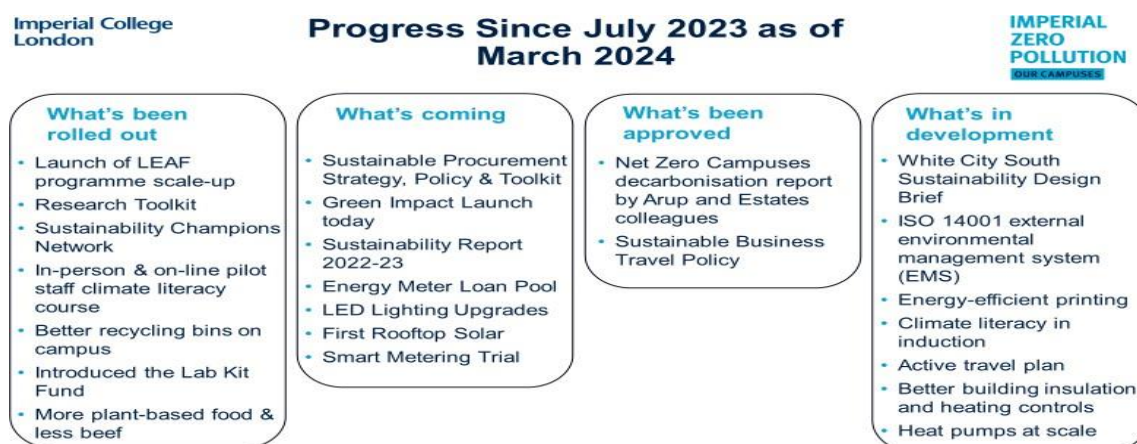 Imperial College
London
Progress Since July 2023 as of
March 2024
IMPERIAL
ZERO
POLLUTION
OUR CAMPUSES
What's been
rolled out
• Launch of LEAF
programme scale-up
• Research Toolkit
• Sustainability Champions
Network
• In-person & on-line pilot
staff climate literacy
course
• Better recycling bins on
campus
• Introduced the Lab Kit
Fund
• More plant-based food &
less beef
What's coming
• Sustainable Procurement
Strategy, Policy & Toolkit
• Green Impact Launch
today
• Sustainability Report
2022-23
• Energy Meter Loan Pool
• LED Lighting Upgrades
• First Rooftop Solar
• Smart Metering Trial
What's been
approved
• Net Zero Campuses
decarbonisation report
by Arup and Estates
colleagues
• Sustainable Business
Travel Policy
What's in
development
• White City South
Sustainability Design
Brief
• ISO 14001 external
environmental
management system
(EMS)
• Energy-efficient printing
• Climate literacy in
induction
• Active travel plan
• Better building insulation
and heating controls
• Heat pumps at scale